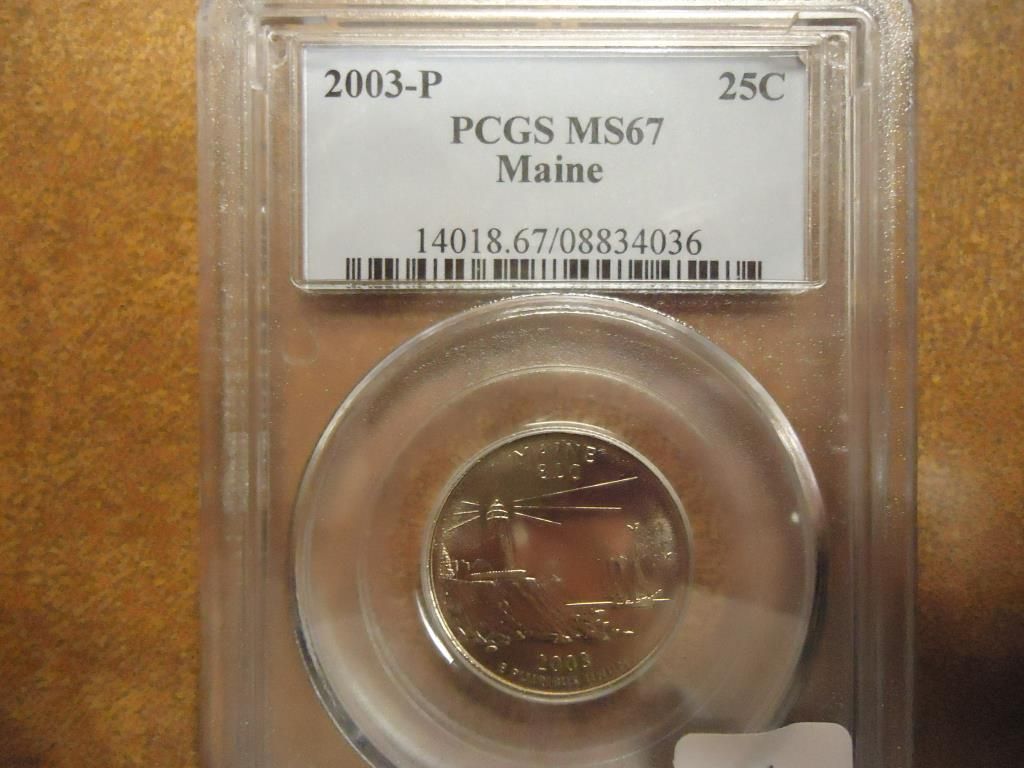 2003-P 25C
PCGS MS67
Maine
14018.67/08834036
MAINE
1820
2003
E PLURIBUS UNUM